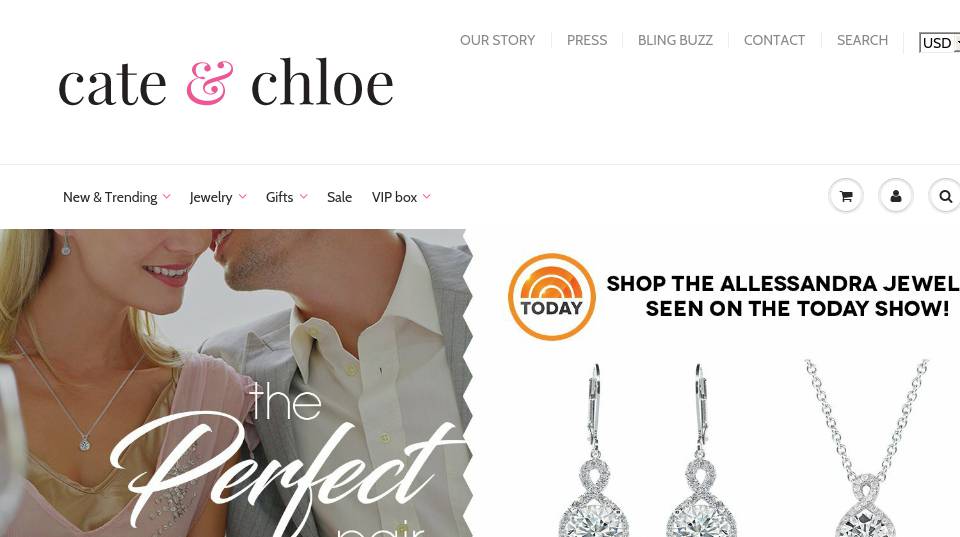 OUR STORY
PRESS
BLING BUZZ
CONTACT
SEARCH
USD
cate & chloe
New & Trending
Jewelry
Gifts
Sale
VIP box
the
Perfect
pair
TODAY
SHOP THE ALLESSANDRA JEWEL
SEEN ON THE TODAY SHOW!